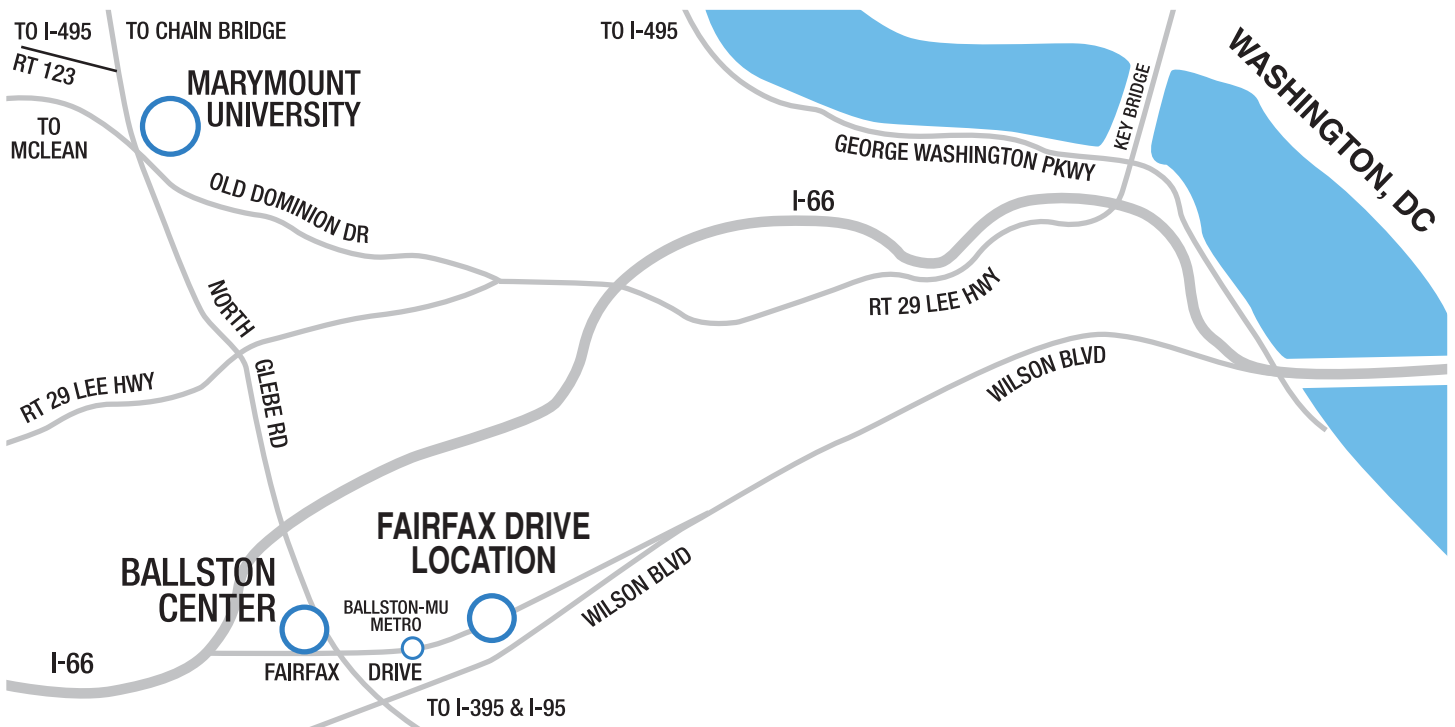 TO I-495
TO CHAIN BRIDGE
RT 123
MARYMOUNT
UNIVERSITY
TO
MCLEAN
OLD DOMINION DR
TO I-495
KEY BRIDGE
WASHINGTON, DC
GEORGE WASHINGTON PKWY
I-66
RT 29 LEE HWY
NORTH
GLEBE RD
RT 29 LEE HWY
WILSON BLVD
FAIRFAX DRIVE
LOCATION
BALLSTON
CENTER
BALLSTON-MU
METRO
WILSON BLVD
I-66
FAIRFAX
DRIVE
TO I-395 & I-95